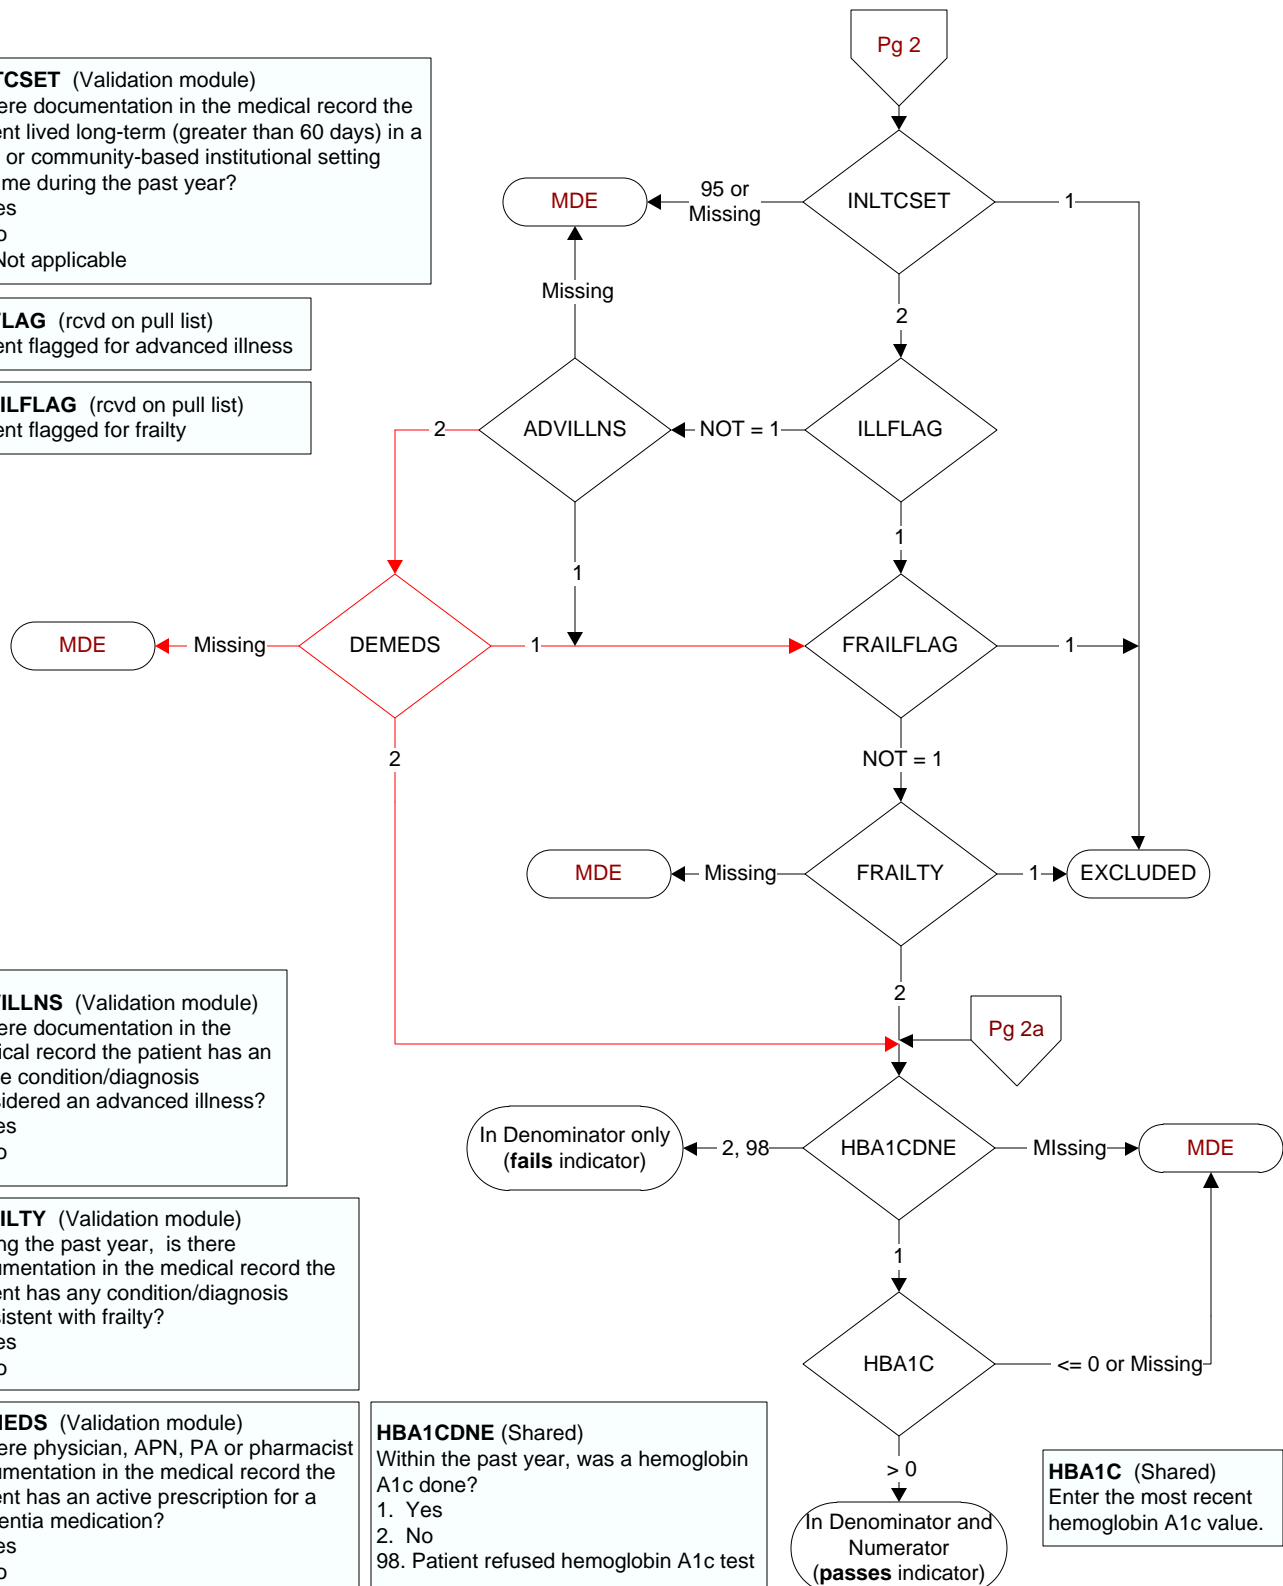 Pg 2
TCSET (Validation module)
ere documentation in the medical record the
ent lived long-term (greater than 60 days) in a
or community-based institutional setting
me during the past year?
es
o
Not applicable
MDE
95 or
Missing
INLTCSET
1
Missing
2
LAG (rcvd on pull list)
ent flagged for advanced illness
ILFLAG (rcvd on pull list)
ent flagged for frailty
2
ADVILLNS
NOT = 1
ILLFLAG
1
1
MDE
Missing
DEMEDS
1
FRAILFLAG
1
2
NOT = 1
MDE
Missing
FRAILTY
1
EXCLUDED
2
Pg 2a
VILLNS (Validation module)
ere documentation in the
ical record the patient has an
e condition/diagnosis
sidered an advanced illness?
es
o
In Denominator only
(fails indicator)
2, 98
HBA1CDNE
MIssing
MDE
ILTY (Validation module)
ng the past year, is there
umentation in the medical record the
ent has any condition/diagnosis
sistent with frailty?
es
o
1
HBA1C
<= 0 or Missing
MEDS (Validation module)
ere physician, APN, PA or pharmacist
umentation in the medical record the
ent has an active prescription for a
entia medication?
es
o
HBA1CDNE (Shared)
Within the past year, was a hemoglobin
A1c done?
1. Yes
2. No
98. Patient refused hemoglobin A1c test
> 0
In Denominator and
Numerator
(passes indicator)
HBA1C (Shared)
Enter the most recent
hemoglobin A1c value.